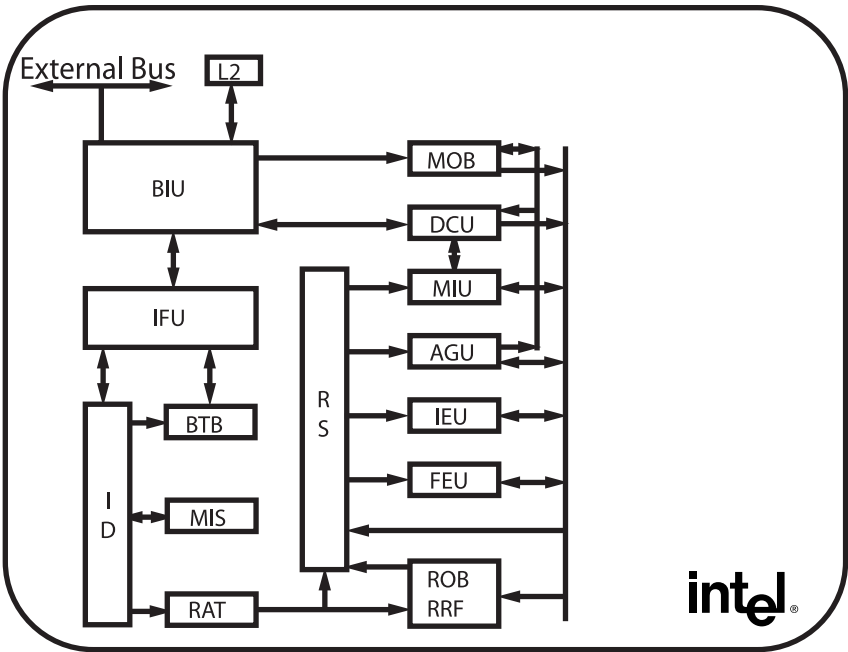 External Bus
L2
BIU
MOB
DCU
MIU
IFU
AGU
R
S
IEU
BTB
FEU
I
D
MIS
RAT
ROB
RRF
intel®